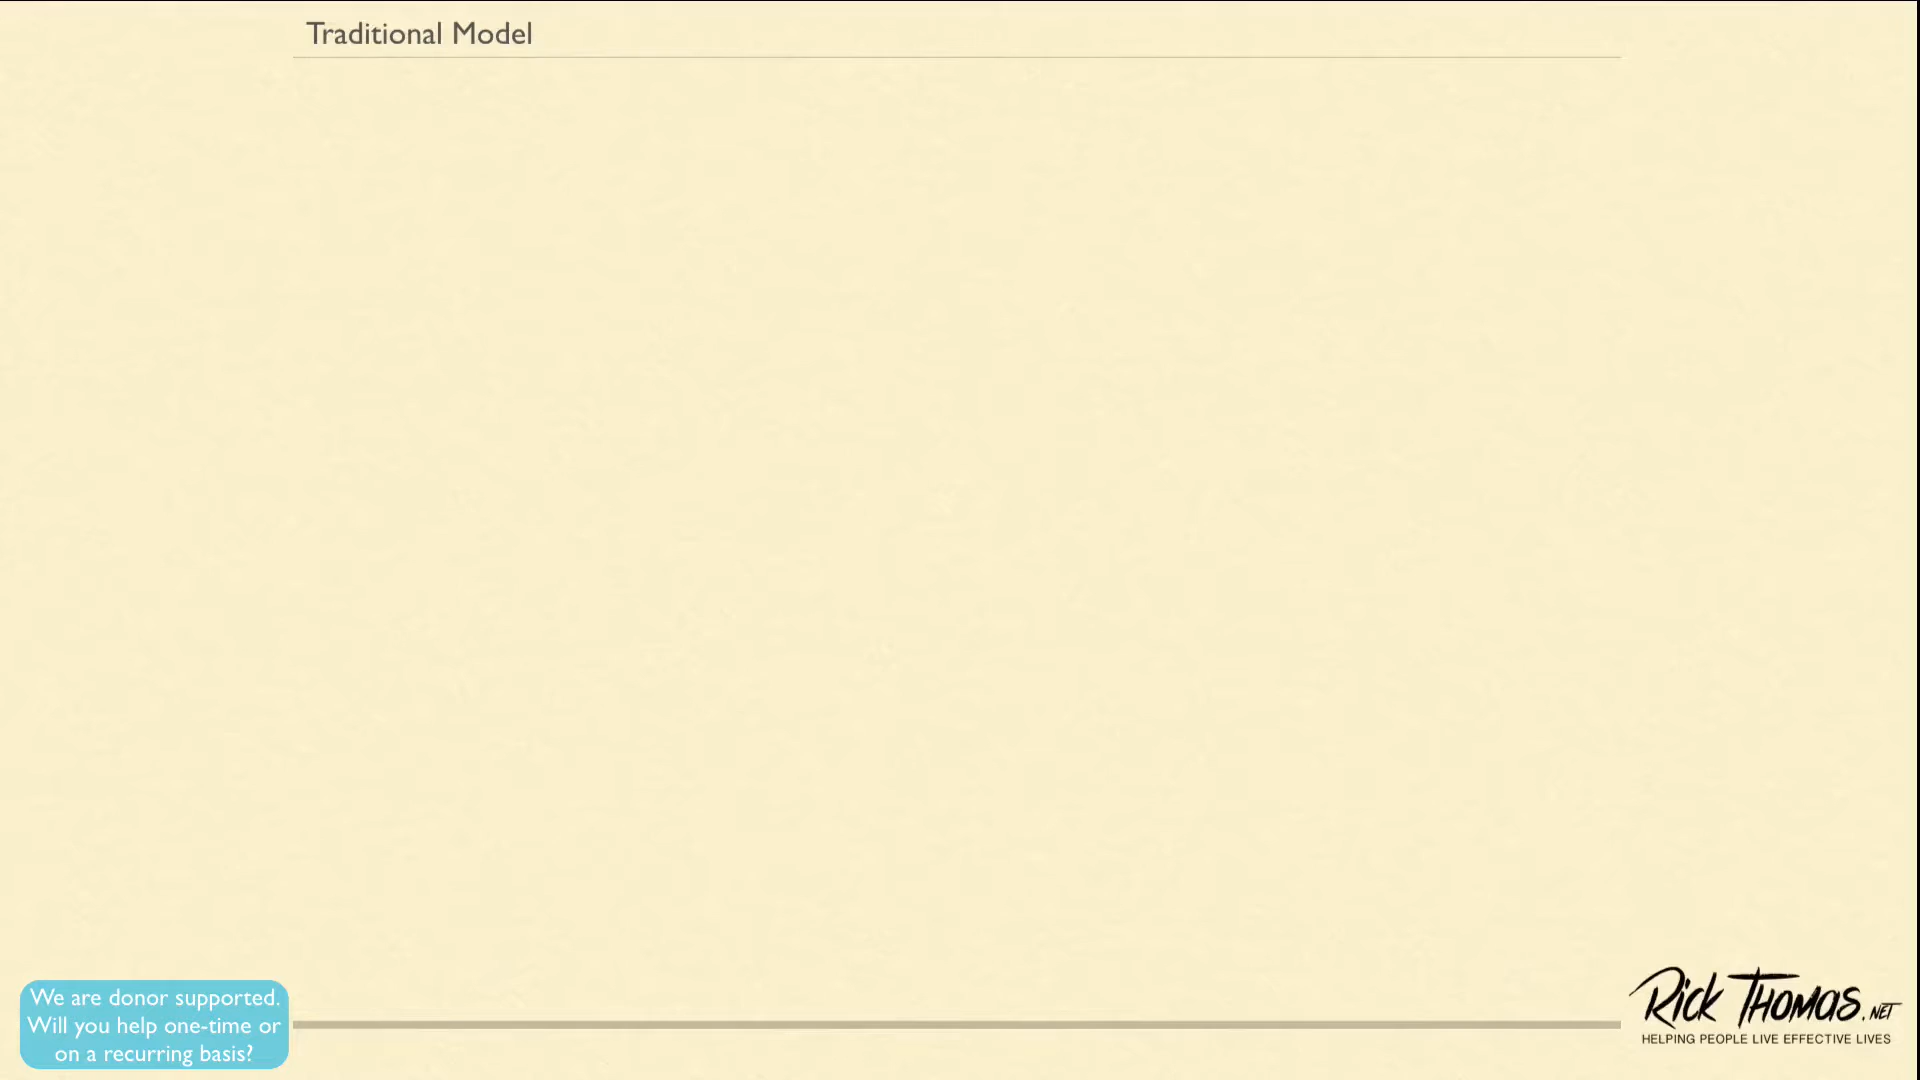 Traditional Model
We are donor supported.
Will you help one-time or
on a recurring basis?
RICK THOMAS.NET
HELPING PEOPLE LIVE EFFECTIVE LIVES